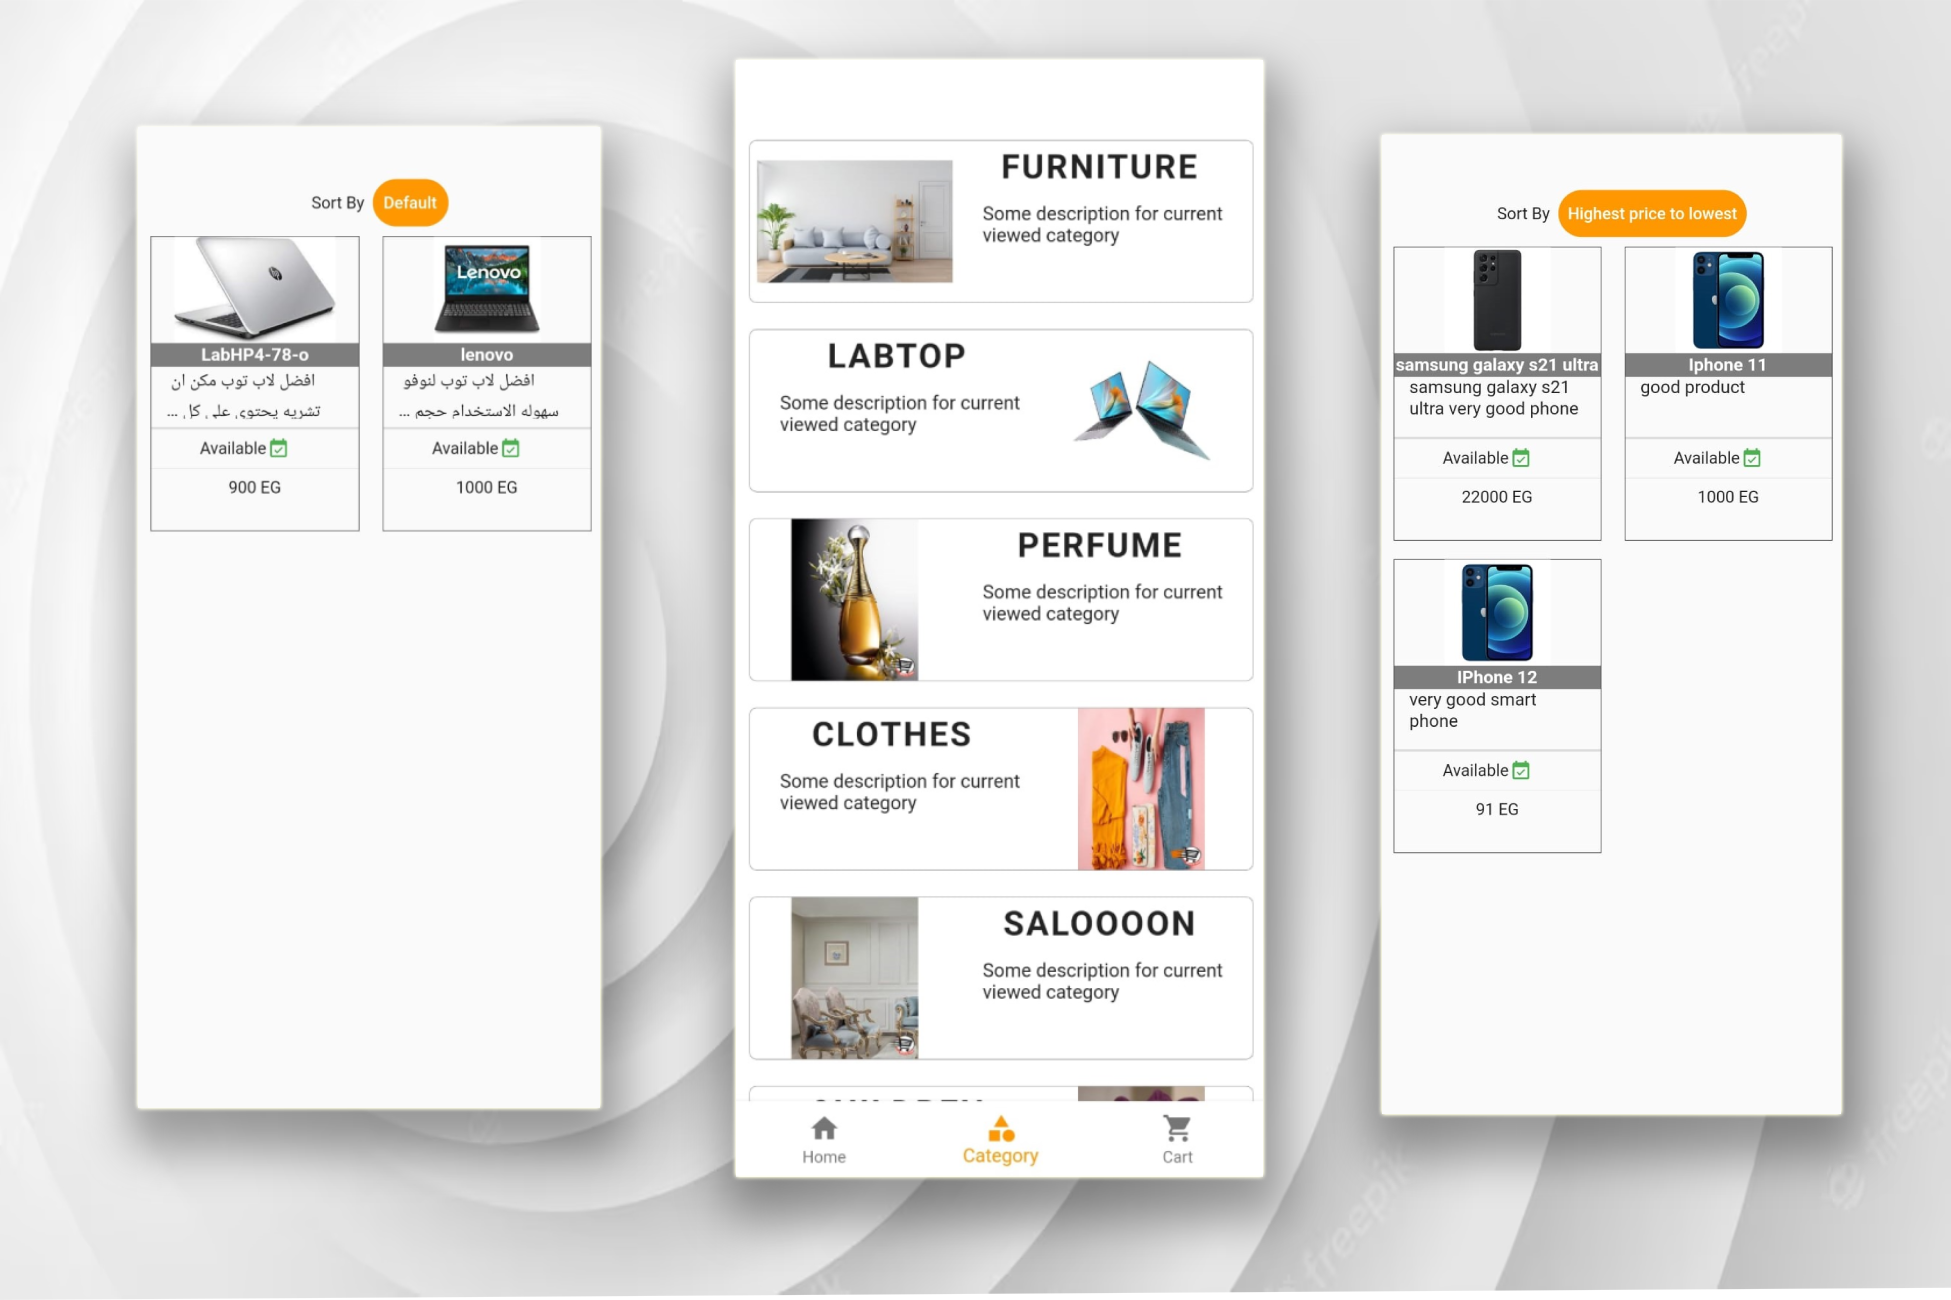 Sort By Default
LabHP4-78-o
افضل لاب توب مكن ان
تشريه يحتوي على كل ...
Available
900 EG
Lenovo
lenovo
افضل لاب توب لنوفو
سهوله الاستخدام حجم ...
Available
1000 EG
FURNITURE
Some description for current
viewed category
LABTOP
Some description for current
viewed category
PERFUME
Some description for current
viewed category
CLOTHES
Some description for current
viewed category
SALOOOON
Some description for current
viewed category
Home
Category
Cart
Sort By Highest price to lowest
samsung galaxy s21 ultra
samsung galaxy s21
ultra very good phone
Available
22000 EG
Iphone 11
good product
Available
1000 EG
IPhone 12
very good smart
phone
Available
91 EG
freepik
freepik